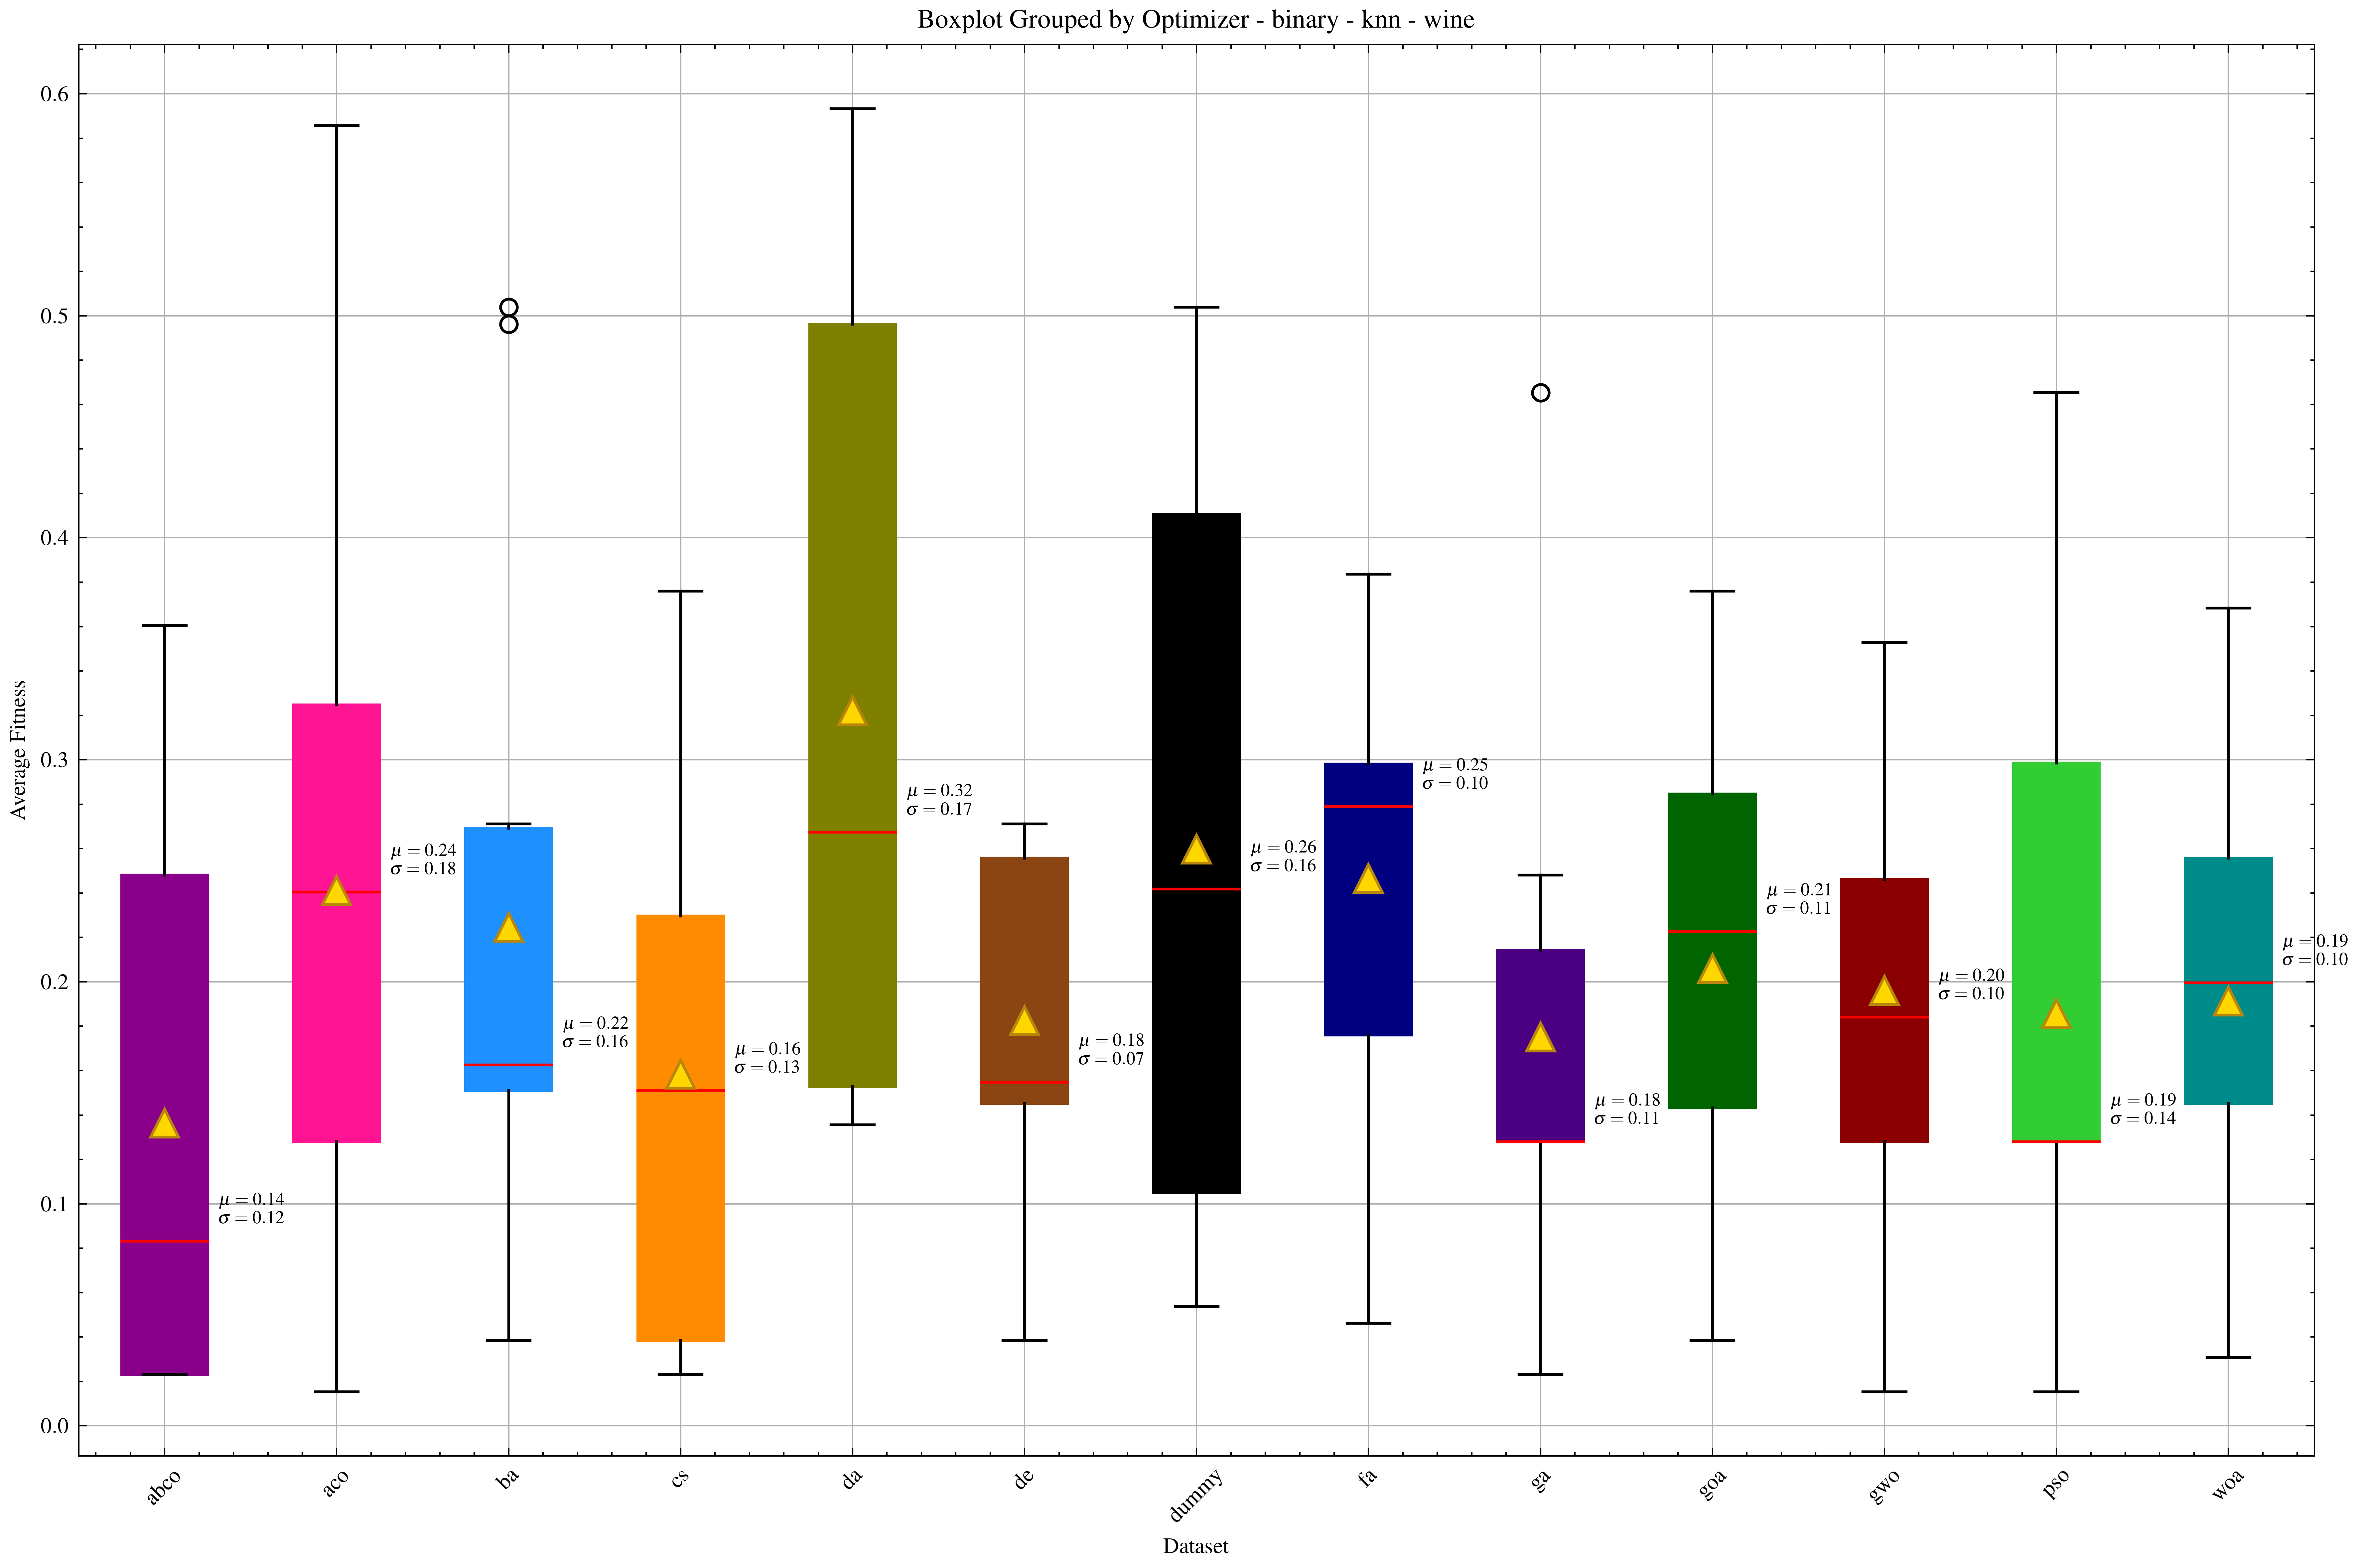 Boxplot Grouped by Optimizer - binary - knn - wine
Average Fitness
0.6
0.5
0.4
0.3
0.2
0.1
0.0
μ = 0.14
σ = 0.12
μ = 0.24
σ = 0.18
μ = 0.22
σ = 0.16
μ = 0.16
σ = 0.13
μ = 0.32
σ = 0.17
μ = 0.18
σ = 0.07
μ = 0.26
σ = 0.16
μ = 0.25
σ = 0.10
μ = 0.18
σ = 0.11
μ = 0.21
σ = 0.11
μ = 0.20
σ = 0.10
μ = 0.19
σ = 0.14
μ = 0.19
σ = 0.10
abco
aco
ba
cs
da
de
dummy
fa
ga
goa
gwo
pso
woa
Dataset